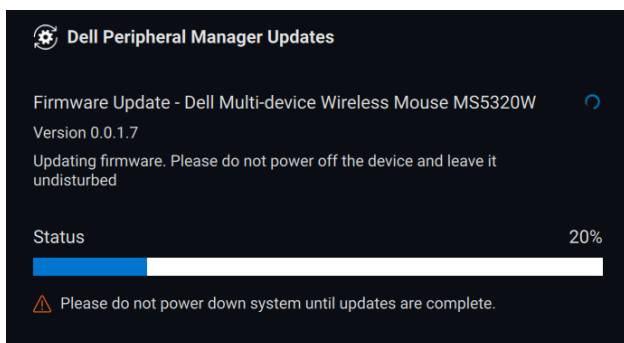 Dell Peripheral Manager Updates
Firmware Update - Dell Multi-device Wireless Mouse MS5320W
Version 0.0.1.7
Updating firmware. Please do not power off the device and leave it
undisturbed
Status 20%
Please do not power down system until updates are complete.